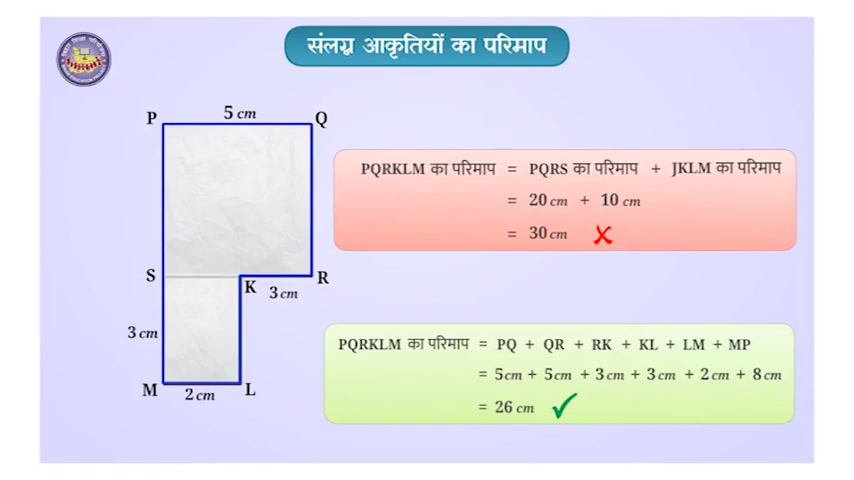 संलग्न आकृतियों का परिमाप
P
5 cm
Q
PQRKLM का परिमाप = PQRS का परिमाप + JKLM का परिमाप
= 20 cm + 10 cm
= 30 cm ✗
S
K
3 cm
R
3 cm
M
2 cm
L
PQRKLM का परिमाप = PQ + QR + RK + KL + LM + MP
= 5 cm + 5 cm + 3 cm + 3 cm + 2 cm + 8 cm
= 26 cm ✓